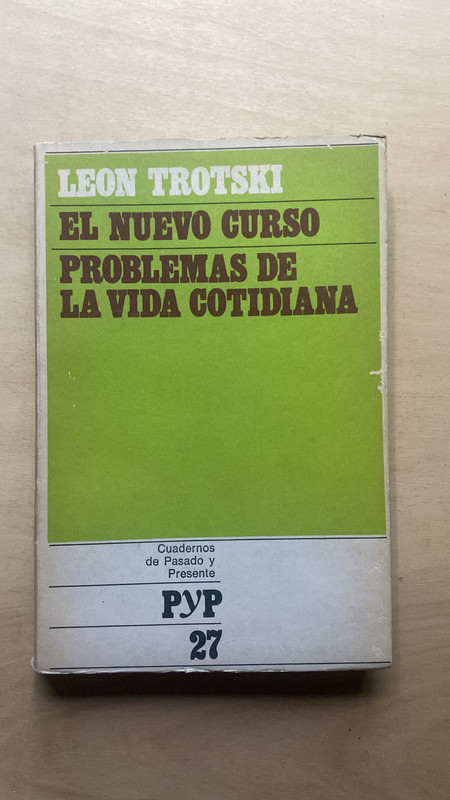 LEON TROTSKI
EL NUEVO CURSO
PROBLEMAS DE
LA VIDA COTIDIANA
Cuadernos
de Pasado y
Presente
PyP
27